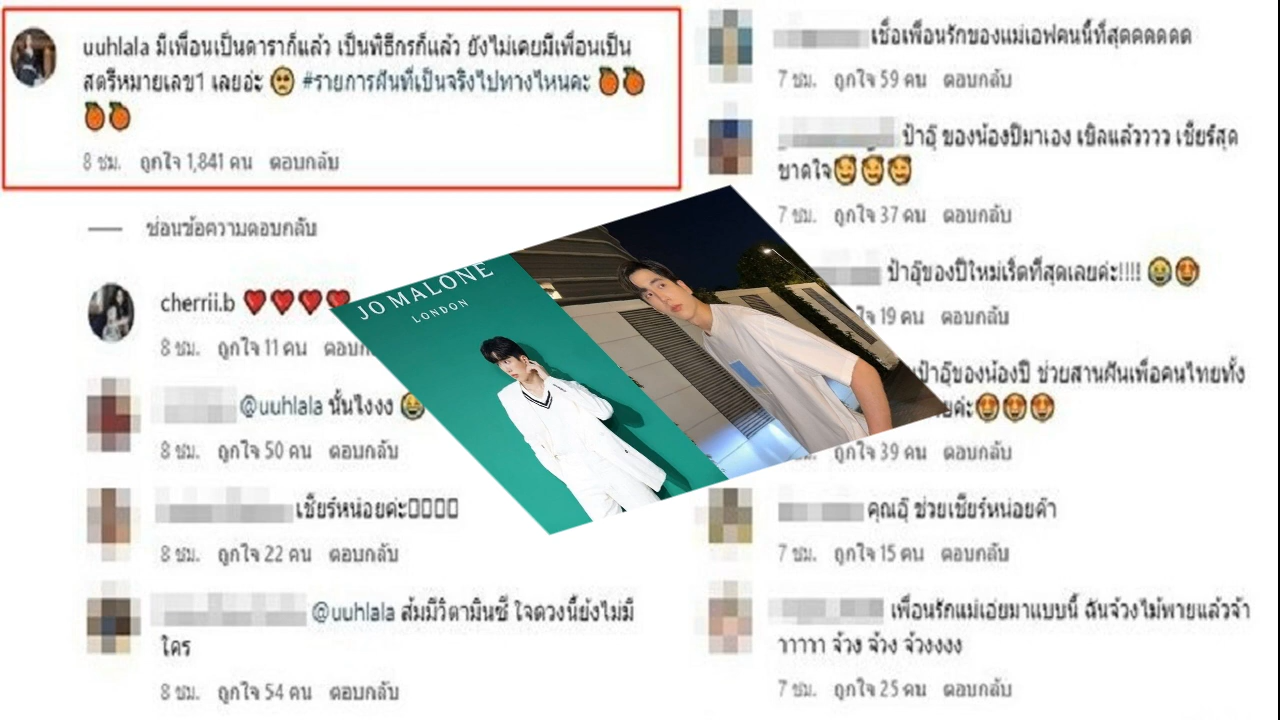 uuhlala มีเพื่อนเป็นดาราก็แล้ว เป็นพิธีกรก็แล้ว ยังไม่เคยมีเพื่อนเป็น
สตรีหมายเลข1 เลยอ่ะ 🥺 #รายการฝันที่เป็นจริงไปทางไหนคะ 🍊🍊
🍊🍊
8 ชม. ถูกใจ 1,841 คน ตอบกลับ
ซ่อนข้อความตอบกลับ
cherrii.b ❤️❤️❤️❤️
8 ชม. ถูกใจ 11 คน
@uuhlala นั้นไงงง 😂
8 ชม. ถูกใจ 50 คน ตอบกลับ
เชียร์หน่อยค่ะ▯▯▯▯
8 ชม. ถูกใจ 22 คน ตอบกลับ
@uuhlala ส้มมีวิตามินซี ใจดวงนี้ยังไม่มี
ใคร
8 ชม. ถูกใจ 54 คน ตอบกลับ
JO MALONE
LONDON
เชื่อเพื่อนรักของแม่เอฟคนนี้ที่สุดคคคคค
7 ชม. ถูกใจ 59 คน ตอบกลับ
ป้าอุ๊ ของน้องปีมาเอง เขิลแล้วววว เชียร์สุด
ขาดใจ🥰🥰🥰
7 ชม. ถูกใจ 37 คน ตอบกลับ
ป้าอุ๊ของปีใหม่เริ่ดที่สุดเลยค่ะ!!!! 😂😍
19 คน ตอบกลับ
ป้าอุ๊ของน้องปี ช่วยสานฝันเพื่อคนไทยทั้ง
ค่ะ😍😍😍
ถูกใจ 39 คน ตอบกลับ
คุณอุ๊ ช่วยเชียร์หน่อยค้า
7 ชม. ถูกใจ 15 คน ตอบกลับ
เพื่อนรักแม่เอ่ยมาแบบนี้ ฉันจ้วงไม้พายแล้วจ้า
าาาาา จ้วง จ้วง จ้วงงงง
7 ชม. ถูกใจ 25 คน ตอบกลับ